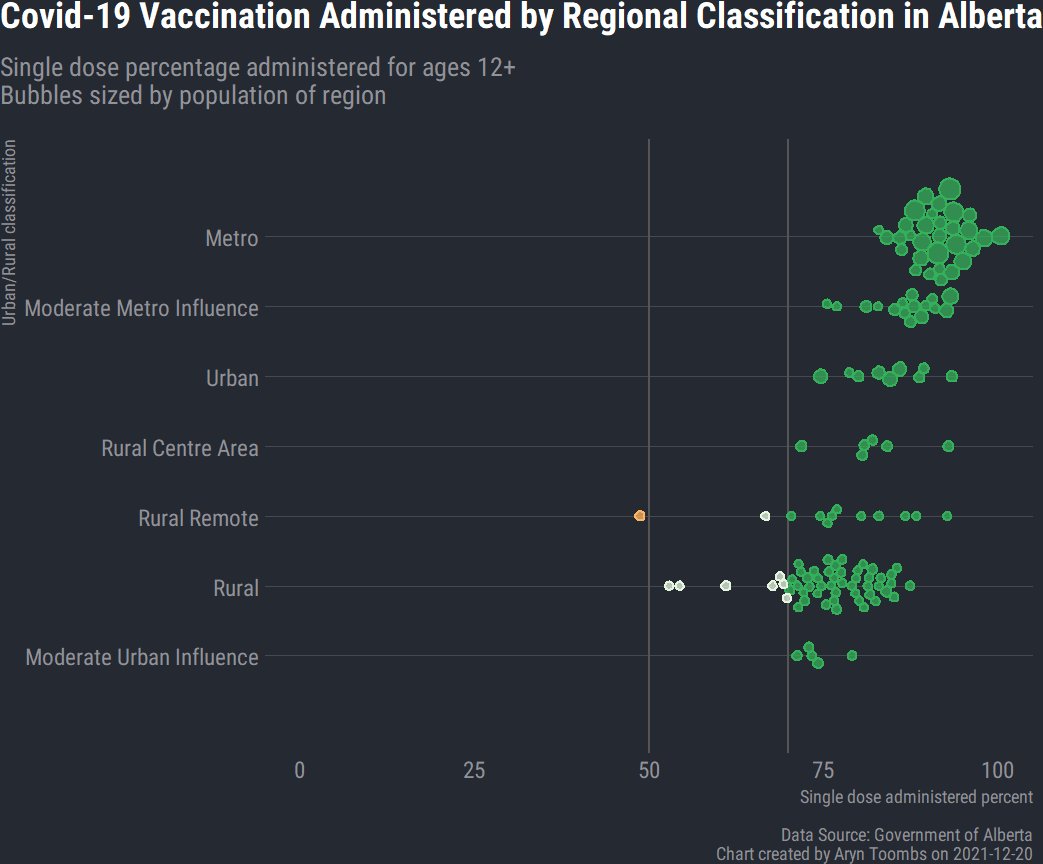 Covid-19 Vaccination Administered by Regional Classification in Alberta
Single dose percentage administered for ages 12+
Bubbles sized by population of region
Urban/Rural classification
Metro
Moderate Metro Influence
Urban
Rural Centre Area
Rural Remote
Rural
Moderate Urban Influence
0 25 50 75 100
Single dose administered percent
Data Source: Government of Alberta
Chart created by Aryn Toombs on 2021-12-20